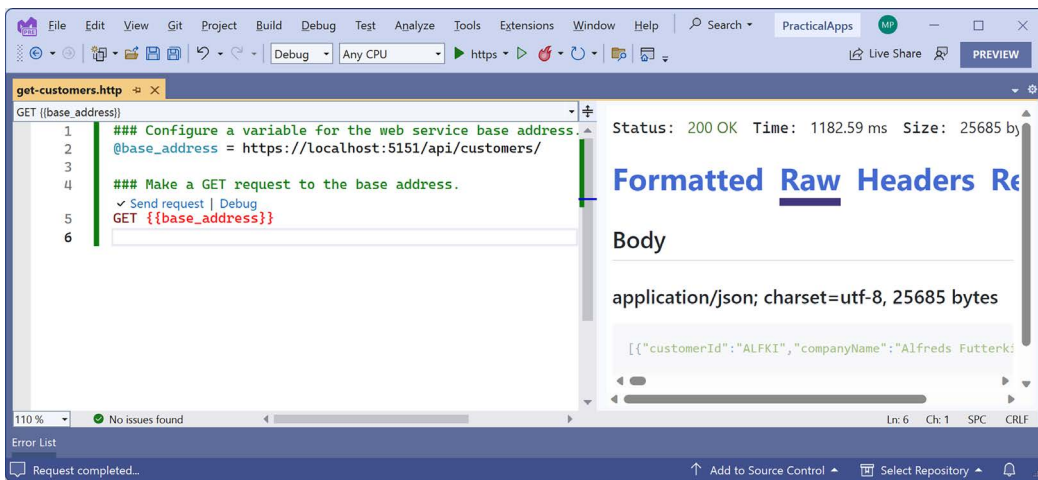 File Edit View Git Project Build Debug Test Analyze Tools Extensions Window Help Search PracticalApps MP
Debug Any CPU https Live Share PREVIEW
get-customers.http
GET {{base_address}}
1 ### Configure a variable for the web service base address.
2 @base_address = https://localhost:5151/api/customers/
3
4 ### Make a GET request to the base address.
Send request | Debug
5 GET {{base_address}}
6
Status: 200 OK Time: 1182.59 ms Size: 25685 by
Formatted Raw Headers Re
Body
application/json; charset=utf-8, 25685 bytes
[{"customerId":"ALFKI","companyName":"Alfreds Futterki
110 % No issues found Ln: 6 Ch: 1 SPC CRLF
Error List
Request completed... Add to Source Control Select Repository